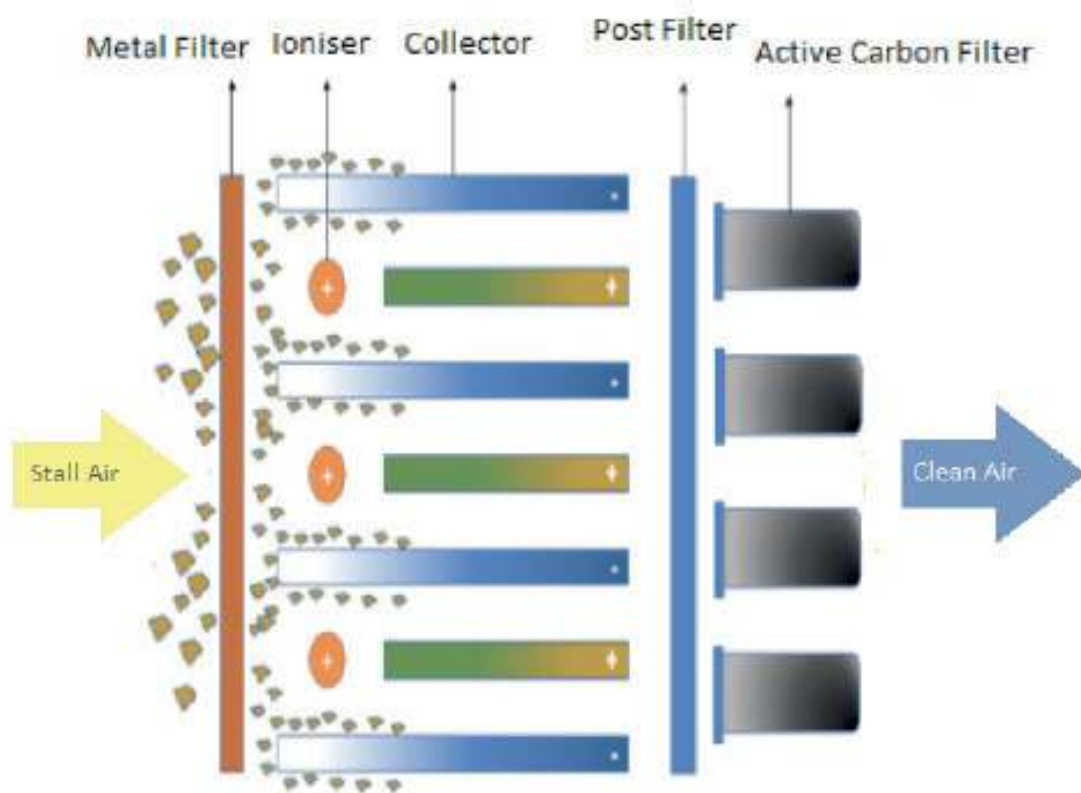 Metal Filter
Ioniser
Collector
Post Filter
Active Carbon Filter
+
+
+
+
+
+
Stall Air
Clean Air